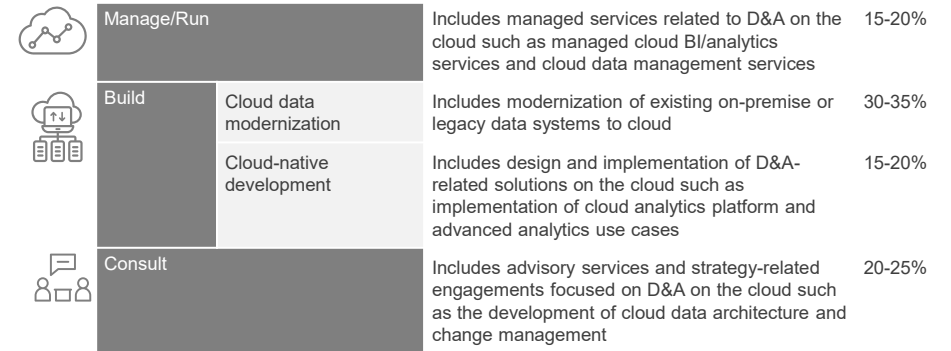 Manage/Run
Includes managed services related to D&A on the
cloud such as managed cloud BI/analytics
services and cloud data management services
15-20%
Build
Cloud data
modernization
Includes modernization of existing on-premise or
legacy data systems to cloud
30-35%
Cloud-native
development
Includes design and implementation of D&A-
related solutions on the cloud such as
implementation of cloud analytics platform and
advanced analytics use cases
15-20%
Consult
Includes advisory services and strategy-related
engagements focused on D&A on the cloud such
as the development of cloud data architecture and
change management
20-25%